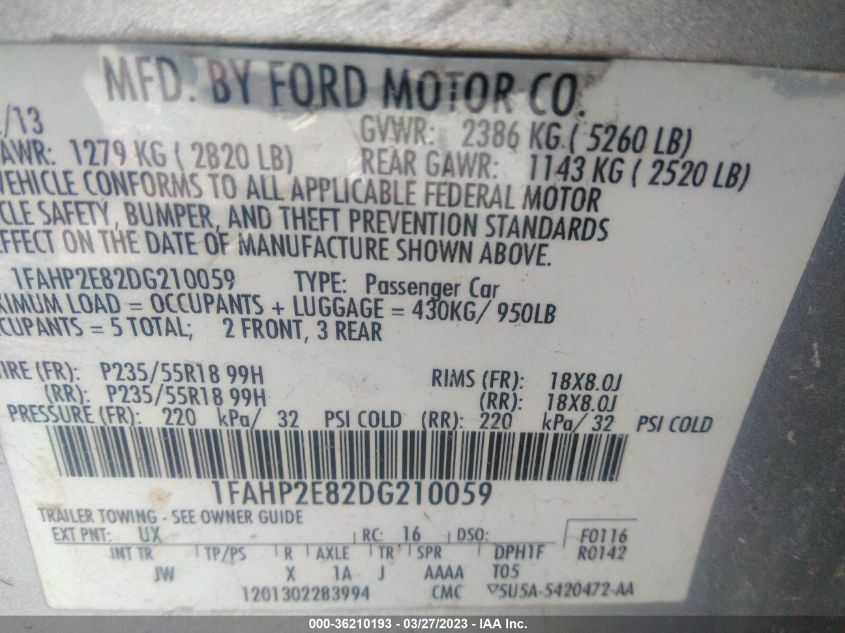 MFD. BY FORD MOTOR CO.
/13 GVWR: 2386 KG ( 5260 LB)
AWR: 1279 KG ( 2820 LB) REAR GAWR: 1143 KG ( 2520 LB)
VEHICLE CONFORMS TO ALL APPLICABLE FEDERAL MOTOR
CLE SAFETY, BUMPER, AND THEFT PREVENTION STANDARDS
EFFECT ON THE DATE OF MANUFACTURE SHOWN ABOVE.
1FAHP2E82DG210059 TYPE: Passenger Car
XIMUM LOAD = OCCUPANTS + LUGGAGE = 430KG/ 950LB
CUPANTS = 5 TOTAL; 2 FRONT, 3 REAR
IRE (FR): P235/55R18 99H RIMS (FR): 18X8.0J
(RR): P235/55R18 99H (RR): 18X8.0J
PRESSURE (FR): 220 kPa/ 32 PSI COLD (RR): 220 kPa/ 32 PSI COLD
1FAHP2E82DG210059
TRAILER TOWING - SEE OWNER GUIDE
EXT PNT: UX RC: 16 DSO: F0116
INT TR TP/PS R AXLE TR SPR DPH1F R0142
JW X 1A J AAAA T05
1201302283994 CMC 5U5A-5420472-AA
000-36210193 - 03/27/2023 - IAA Inc.